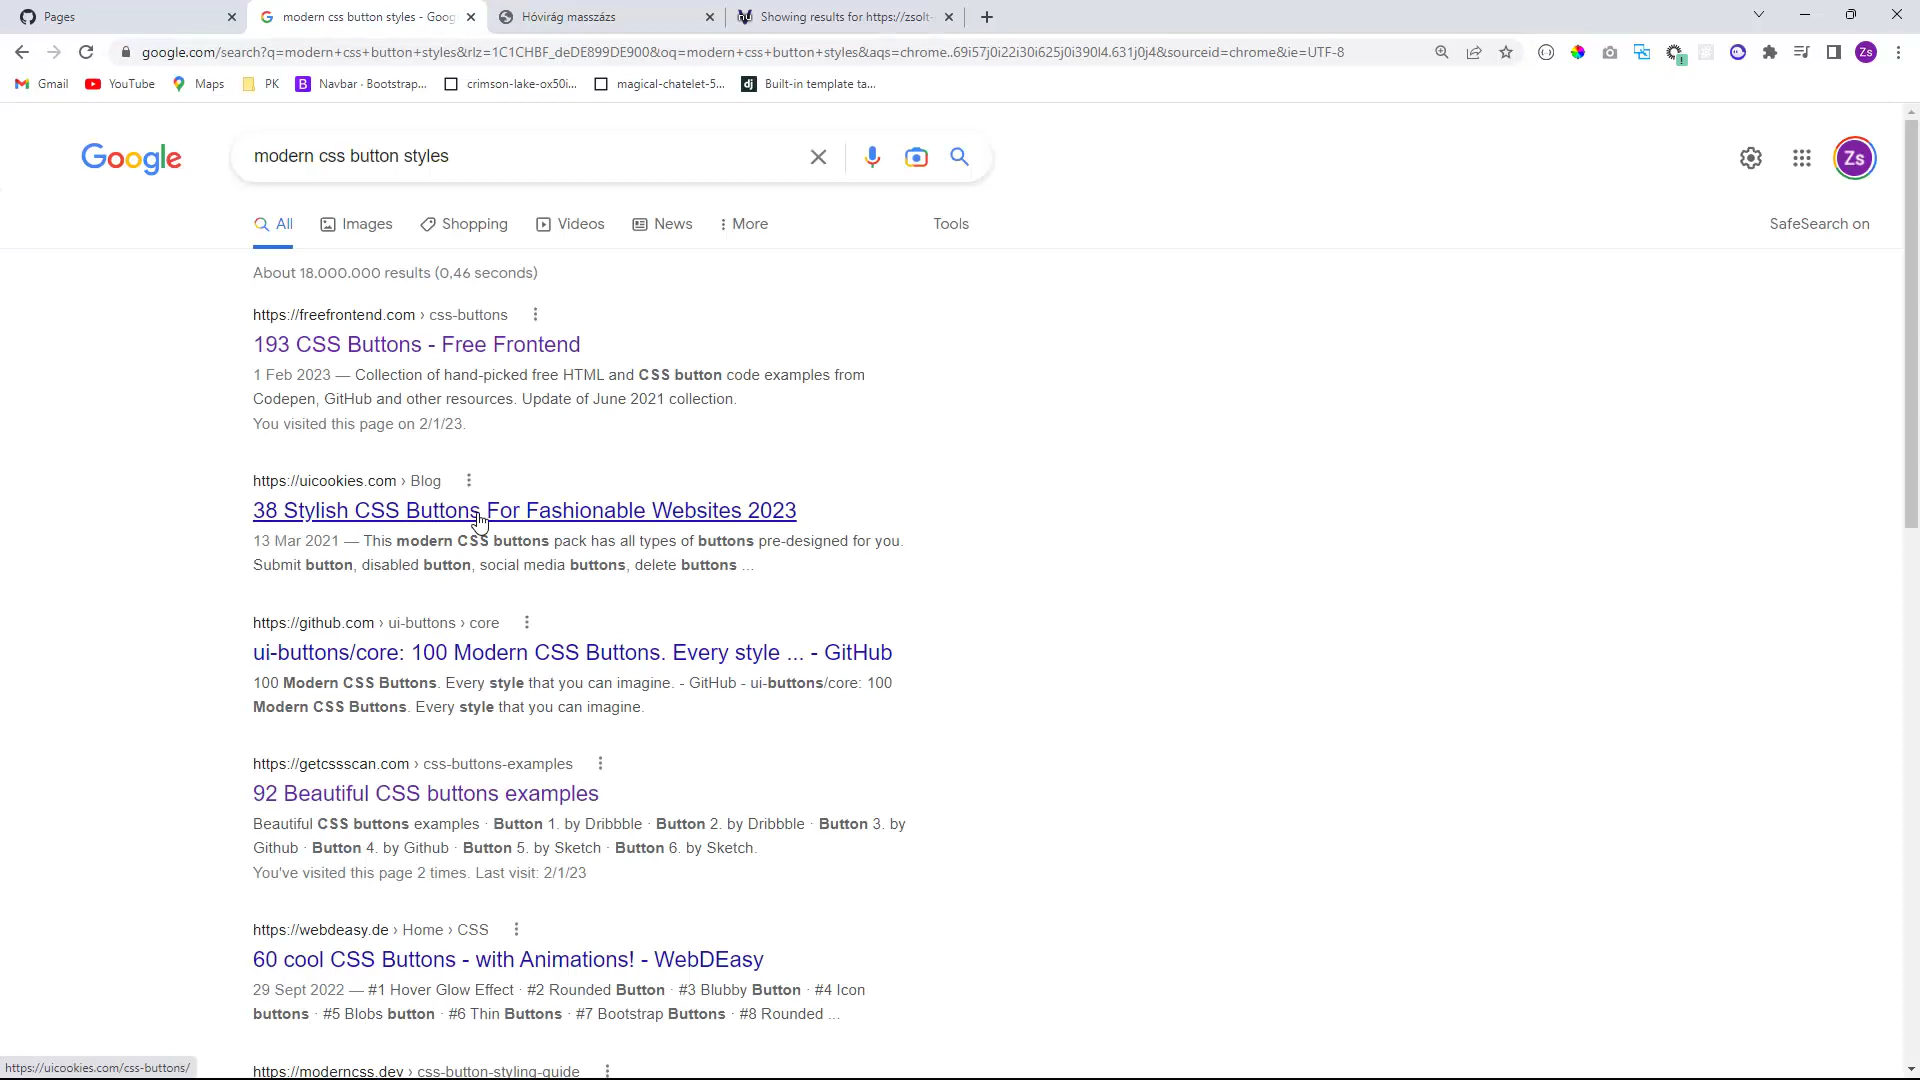 Pages
modern css button styles - Goog
Hóvirág masszázs
Showing results for https://zsolt-
google.com/search?q=modern+css+button+styles&rlz=1C1CHBF_deDE899DE900&oq=modern+css+button+styles&aqs=chrome..69i57j0i22i30i625j0i390l4.631j0j4&sourceid=chrome&ie=UTF-8
Zs
Gmail
YouTube
Maps
PK
B
Navbar · Bootstrap...
crimson-lake-ox50i...
magical-chatelet-5...
dj
Built-in template ta...
Google
modern css button styles
Zs
All
Images
Shopping
Videos
News
More
Tools
SafeSearch on
About 18.000.000 results (0,46 seconds)
https://freefrontend.com › css-buttons
193 CSS Buttons - Free Frontend
1 Feb 2023 — Collection of hand-picked free HTML and CSS button code examples from
Codepen, GitHub and other resources. Update of June 2021 collection.
You visited this page on 2/1/23.
https://uicookies.com › Blog
38 Stylish CSS Buttons For Fashionable Websites 2023
13 Mar 2021 — This modern CSS buttons pack has all types of buttons pre-designed for you.
Submit button, disabled button, social media buttons, delete buttons ...
https://github.com › ui-buttons › core
ui-buttons/core: 100 Modern CSS Buttons. Every style ... - GitHub
100 Modern CSS Buttons. Every style that you can imagine. - GitHub - ui-buttons/core: 100
Modern CSS Buttons. Every style that you can imagine.
https://getcssscan.com › css-buttons-examples
92 Beautiful CSS buttons examples
Beautiful CSS buttons examples · Button 1. by Dribbble · Button 2. by Dribbble · Button 3. by
Github · Button 4. by Github · Button 5. by Sketch · Button 6. by Sketch.
You've visited this page 2 times. Last visit: 2/1/23
https://webdeasy.de › Home › CSS
60 cool CSS Buttons - with Animations! - WebDEasy
29 Sept 2022 — #1 Hover Glow Effect · #2 Rounded Button · #3 Blubby Button · #4 Icon
buttons · #5 Blobs button · #6 Thin Buttons · #7 Bootstrap Buttons · #8 Rounded ...
https://moderncss.dev › css-button-styling-guide
https://uicookies.com/css-buttons/